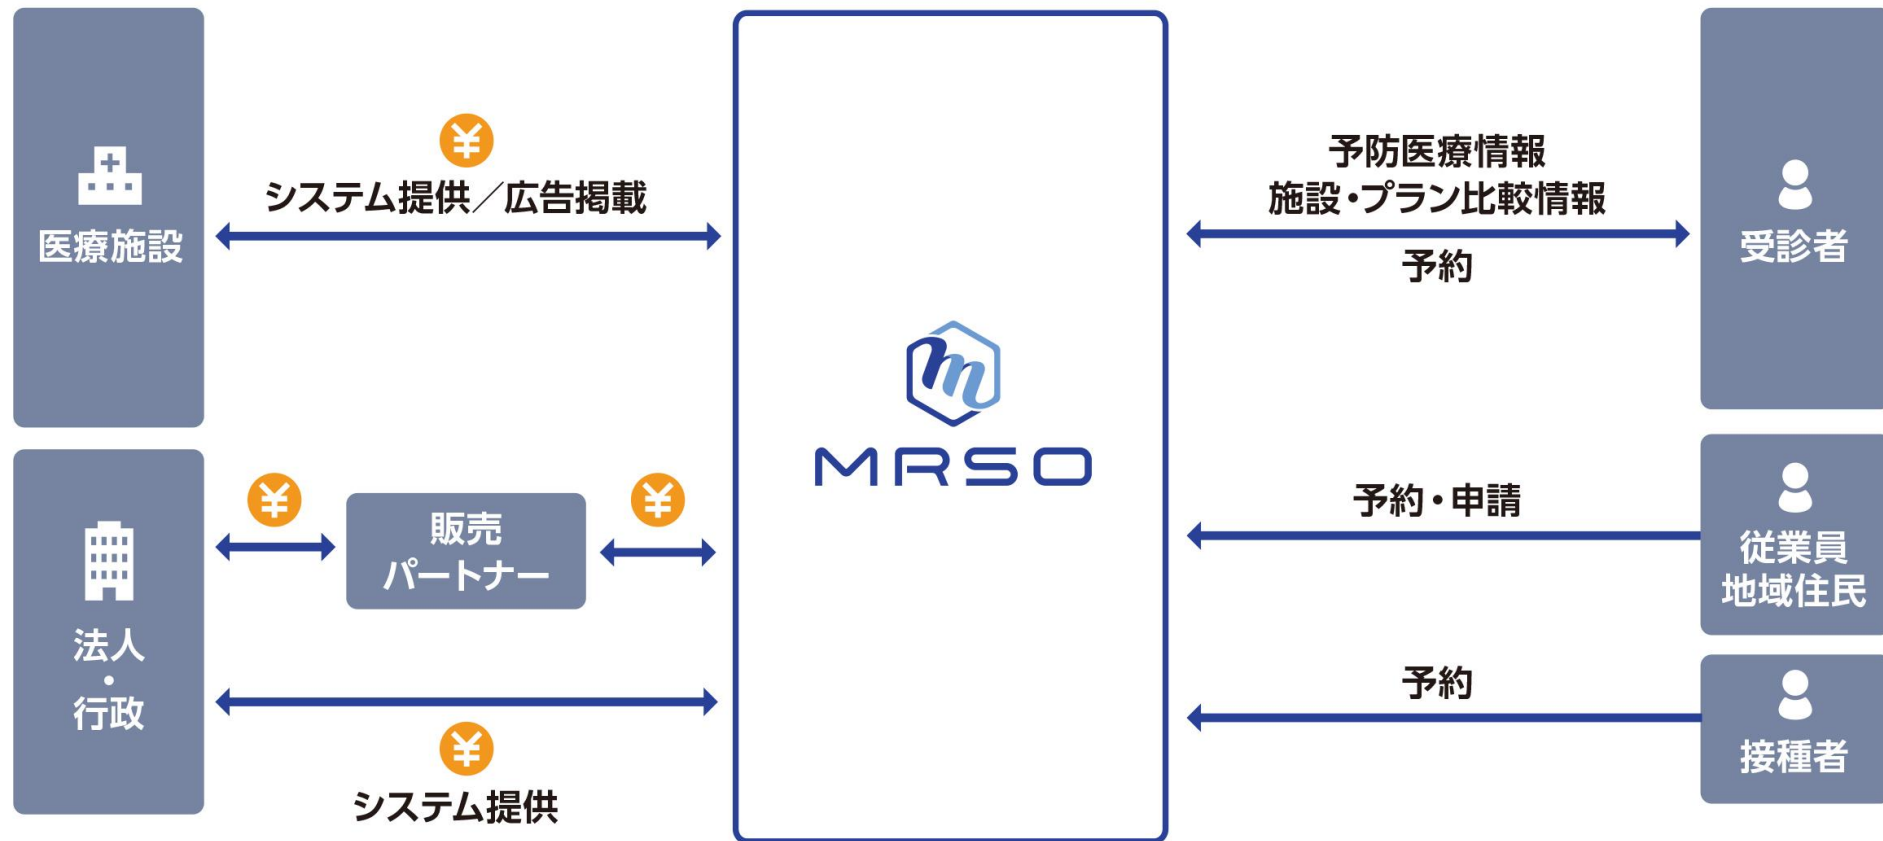 ¥
システム提供／広告掲載
医療施設
予防医療情報
施設・プラン比較情報
予約
受診者
m
MRSO
¥
販売
パートナー
¥
法人
・
行政
¥
システム提供
予約・申請
従業員
地域住民
予約
接種者